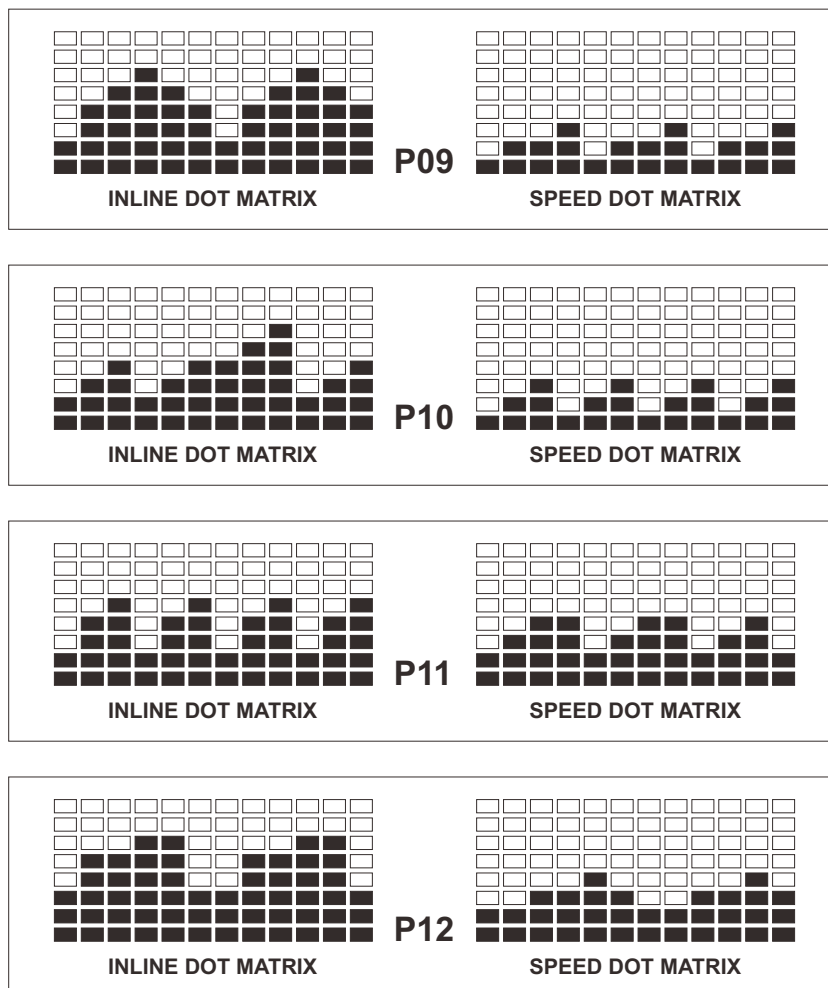 P09
INLINE DOT MATRIX SPEED DOT MATRIX
P10
INLINE DOT MATRIX SPEED DOT MATRIX
P11
INLINE DOT MATRIX SPEED DOT MATRIX
P12
INLINE DOT MATRIX SPEED DOT MATRIX